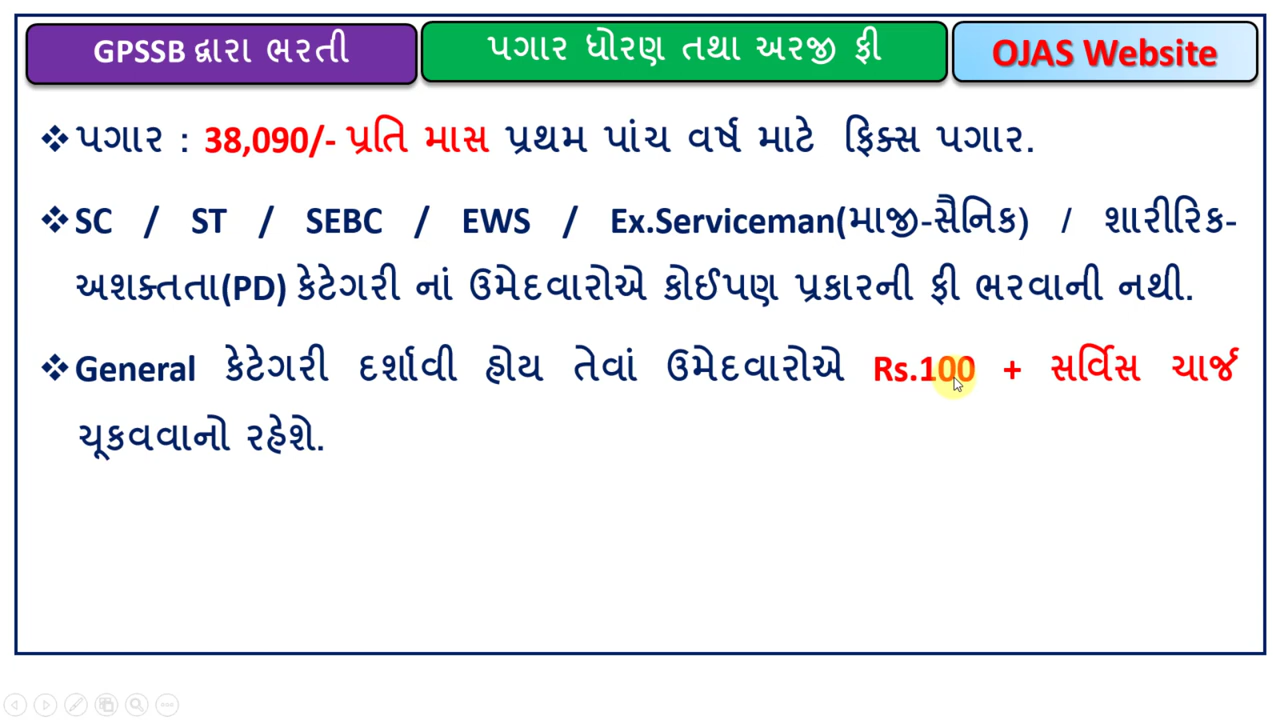 GPSSB દ્વારા ભરતી
પગાર ધોરણ તથા અરજી ફી
OJAS Website
❖ પગાર : 38,090/- પ્રતિ માસ પ્રથમ પાંચ વર્ષ માટે ફિક્સ પગાર.
❖ SC / ST / SEBC / EWS / Ex.Serviceman(માજી-સૈનિક) / શારીરિક-
અશક્તતા(PD) કેટેગરી નાં ઉમેદવારોએ કોઈપણ પ્રકારની ફી ભરવાની નથી.
❖ General કેટેગરી દર્શાવી હોય તેવાં ઉમેદવારોએ Rs.100 + સર્વિસ ચાર્જ
ચૂકવવાનો રહેશે.